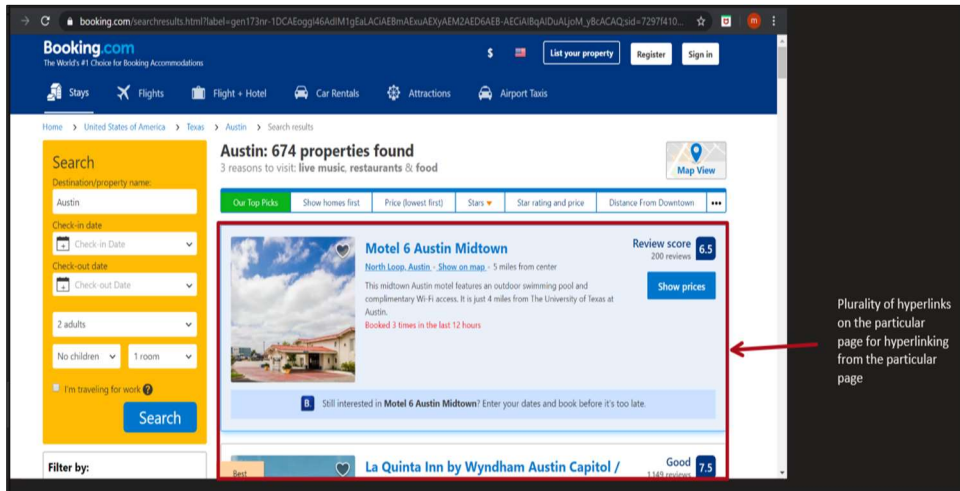 booking.com/searchresults.html?label=gen173nr-1DCAEoggI46AdIM1gEaLACiAEBmAExuAEXyAEM2AED6AEB-AECiAIBqAIDuALjoM_yBcACAQ;sid=7297f410...
m
Booking.com
The World's #1 Choice for Booking Accommodations
$
List your property
Register
Sign in
Stays
Flights
Flight + Hotel
Car Rentals
Attractions
Airport Taxis
Home > United States of America > Texas > Austin > Search results
Search
Destination/property name:
Austin
Check-in date
Check-in Date
Check-out date
Check-out Date
2 adults
No children
1 room
I'm traveling for work ?
Search
Filter by:
Austin: 674 properties found
3 reasons to visit: live music, restaurants & food
Map View
Our Top Picks
Show homes first
Price (lowest first)
Stars
Star rating and price
Distance From Downtown
•••
Motel 6 Austin Midtown
North Loop, Austin - Show on map - 5 miles from center
This midtown Austin motel features an outdoor swimming pool and
complimentary Wi-Fi access. It is just 4 miles from The University of Texas at
Austin.
Booked 3 times in the last 12 hours
Review score 6.5
200 reviews
Show prices
B. Still interested in Motel 6 Austin Midtown? Enter your dates and book before it's too late.
Best
La Quinta Inn by Wyndham Austin Capitol /
Good 7.5
1,149 reviews
Plurality of hyperlinks
on the particular
page for hyperlinking
from the particular
page